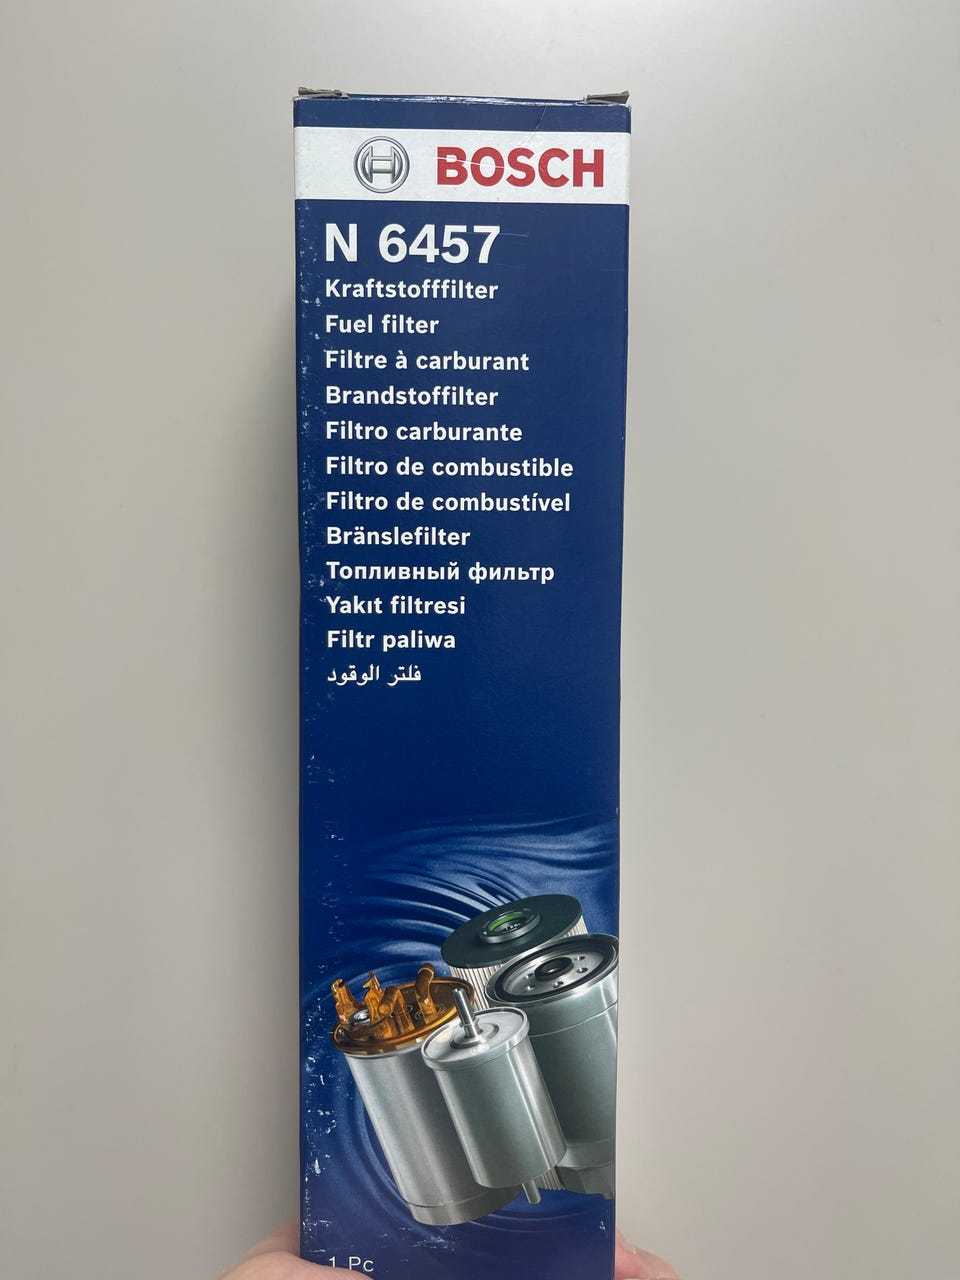 BOSCH
N 6457
Kraftstofffilter
Fuel filter
Filtre à carburant
Brandstoffilter
Filtro carburante
Filtro de combustible
Filtro de combustível
Bränslefilter
Топливный фильтр
Yakıt filtresi
Filtr paliwa
فلتر الوقود
1 Pc